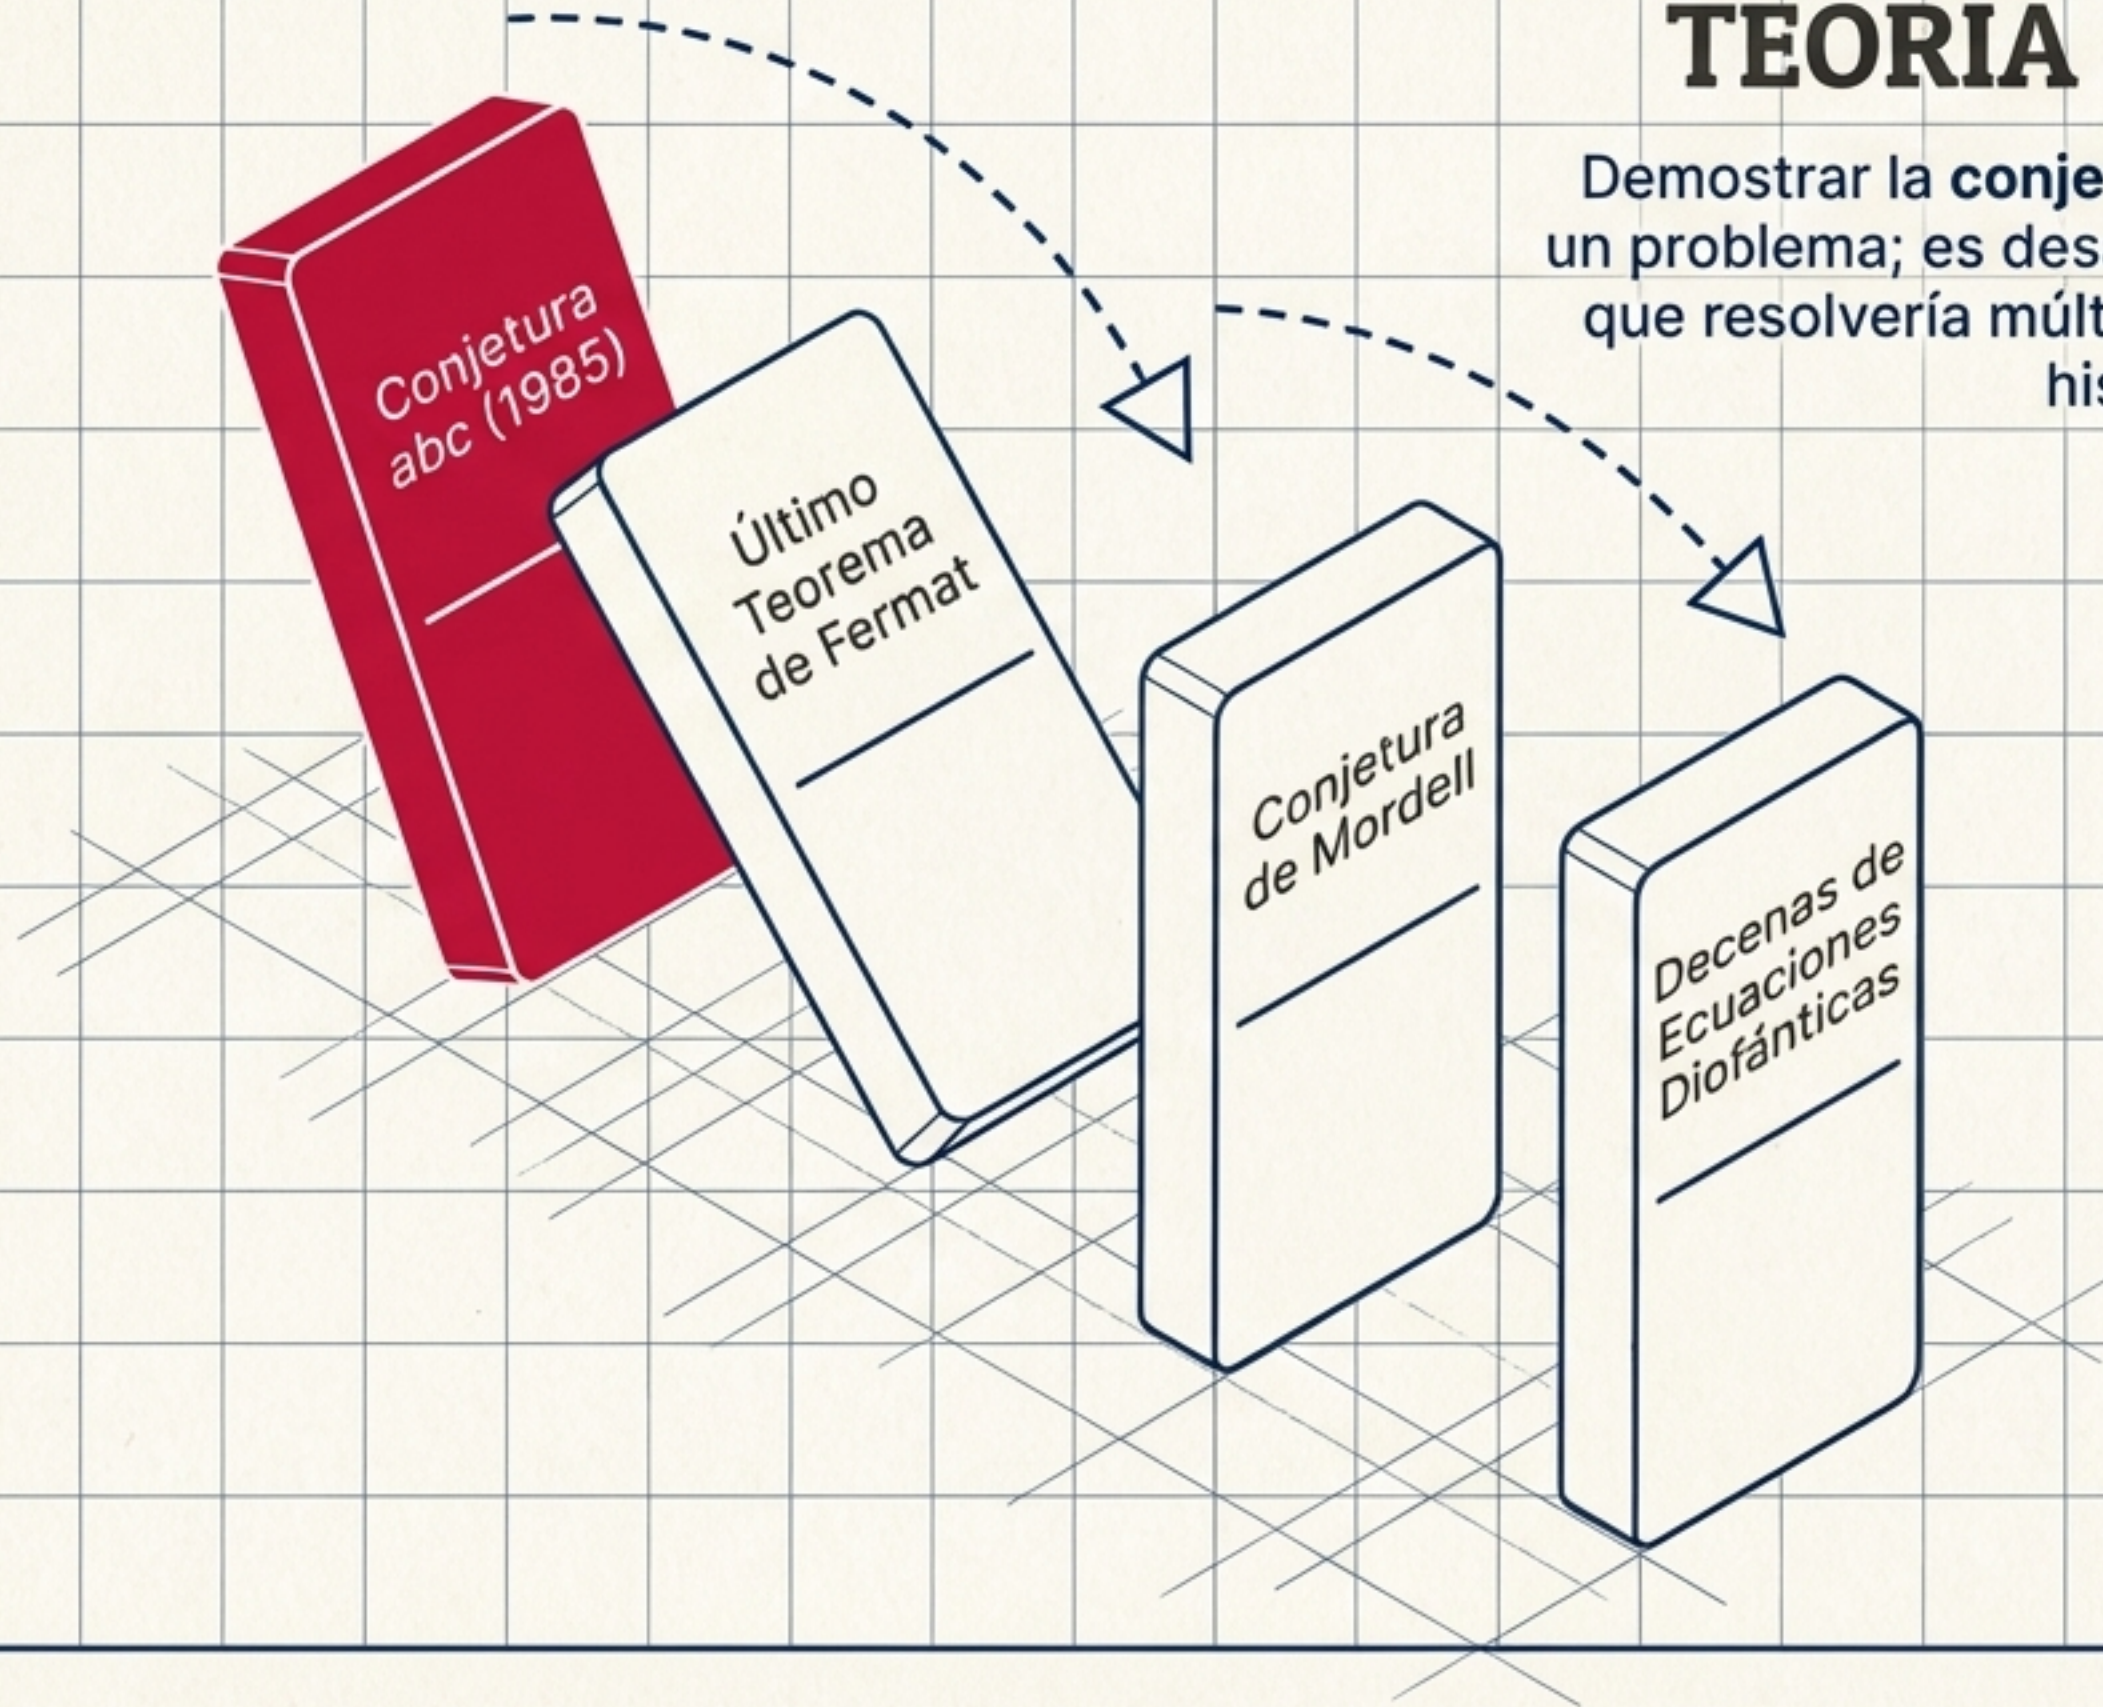 TEORIA
Demostrar la conje
un problema; es des
que resolvería múlt
his
Conjetura
abc (1985)
Último
Teorema
de Fermat
Conjetura
de Mordell
Decenas de
Ecuaciones
Diofánticas